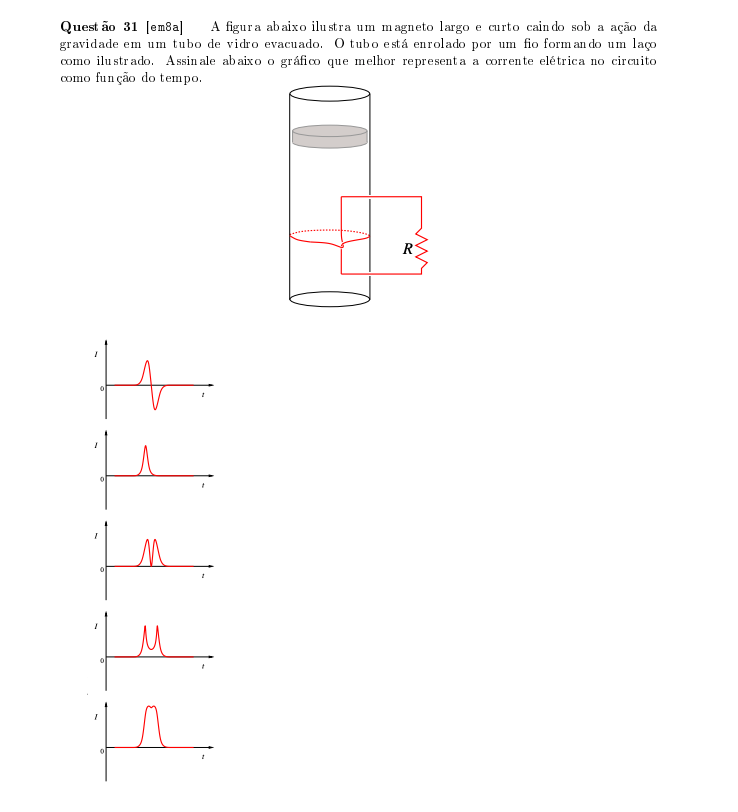 Questão 31 [em8a] A figura abaixo ilustra um magneto largo e curto caindo sob a ação da
gravidade em um tubo de vidro evacuado. O tubo está enrolado por um fio formando um laço
como ilustrado. Assinale abaixo o gráfico que melhor representa a corrente elétrica no circuito
como função do tempo.
R
I
0
t
I
0
t
I
0
t
I
0
t
I
0
t